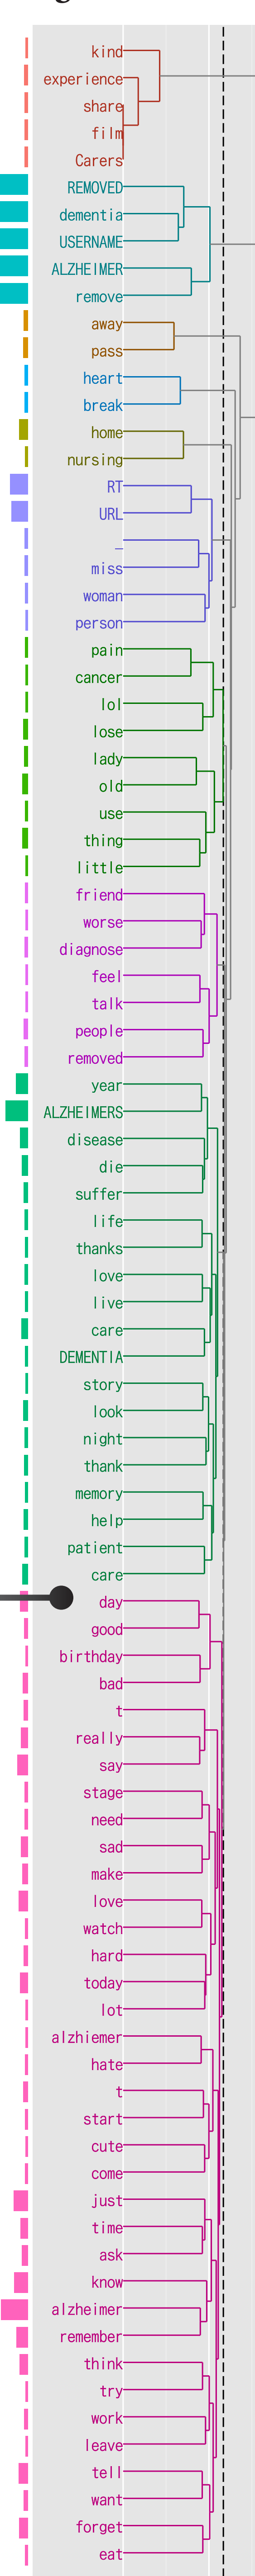 kind
experience
share
film
Carers
REMOVED
dementia
USERNAME
ALZHEIMER
remove
away
pass
heart
break
home
nursing
RT
URL
_
miss
woman
person
pain
cancer
lol
lose
lady
old
use
thing
little
friend
worse
diagnose
feel
talk
people
removed
year
ALZHEIMERS
disease
die
suffer
life
thanks
love
live
care
DEMENTIA
story
look
night
thank
memory
help
patient
care
day
good
birthday
bad
t
really
say
stage
need
sad
make
love
watch
hard
today
lot
alzhiemer
hate
t
start
cute
come
just
time
ask
know
alzheimer
remember
think
try
work
leave
tell
want
forget
eat